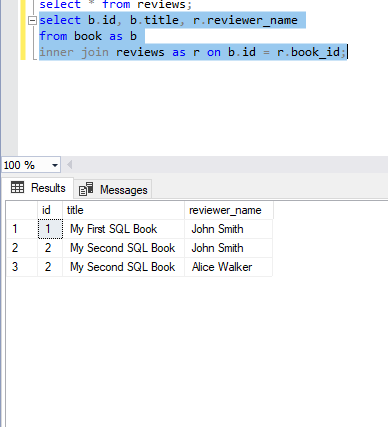 select * from reviews;
select b.id, b.title, r.reviewer_name
from book as b
inner join reviews as r on b.id = r.book_id;
100 %
Results Messages
id title reviewer_name
1 1 My First SQL Book John Smith
2 2 My Second SQL Book John Smith
3 2 My Second SQL Book Alice Walker